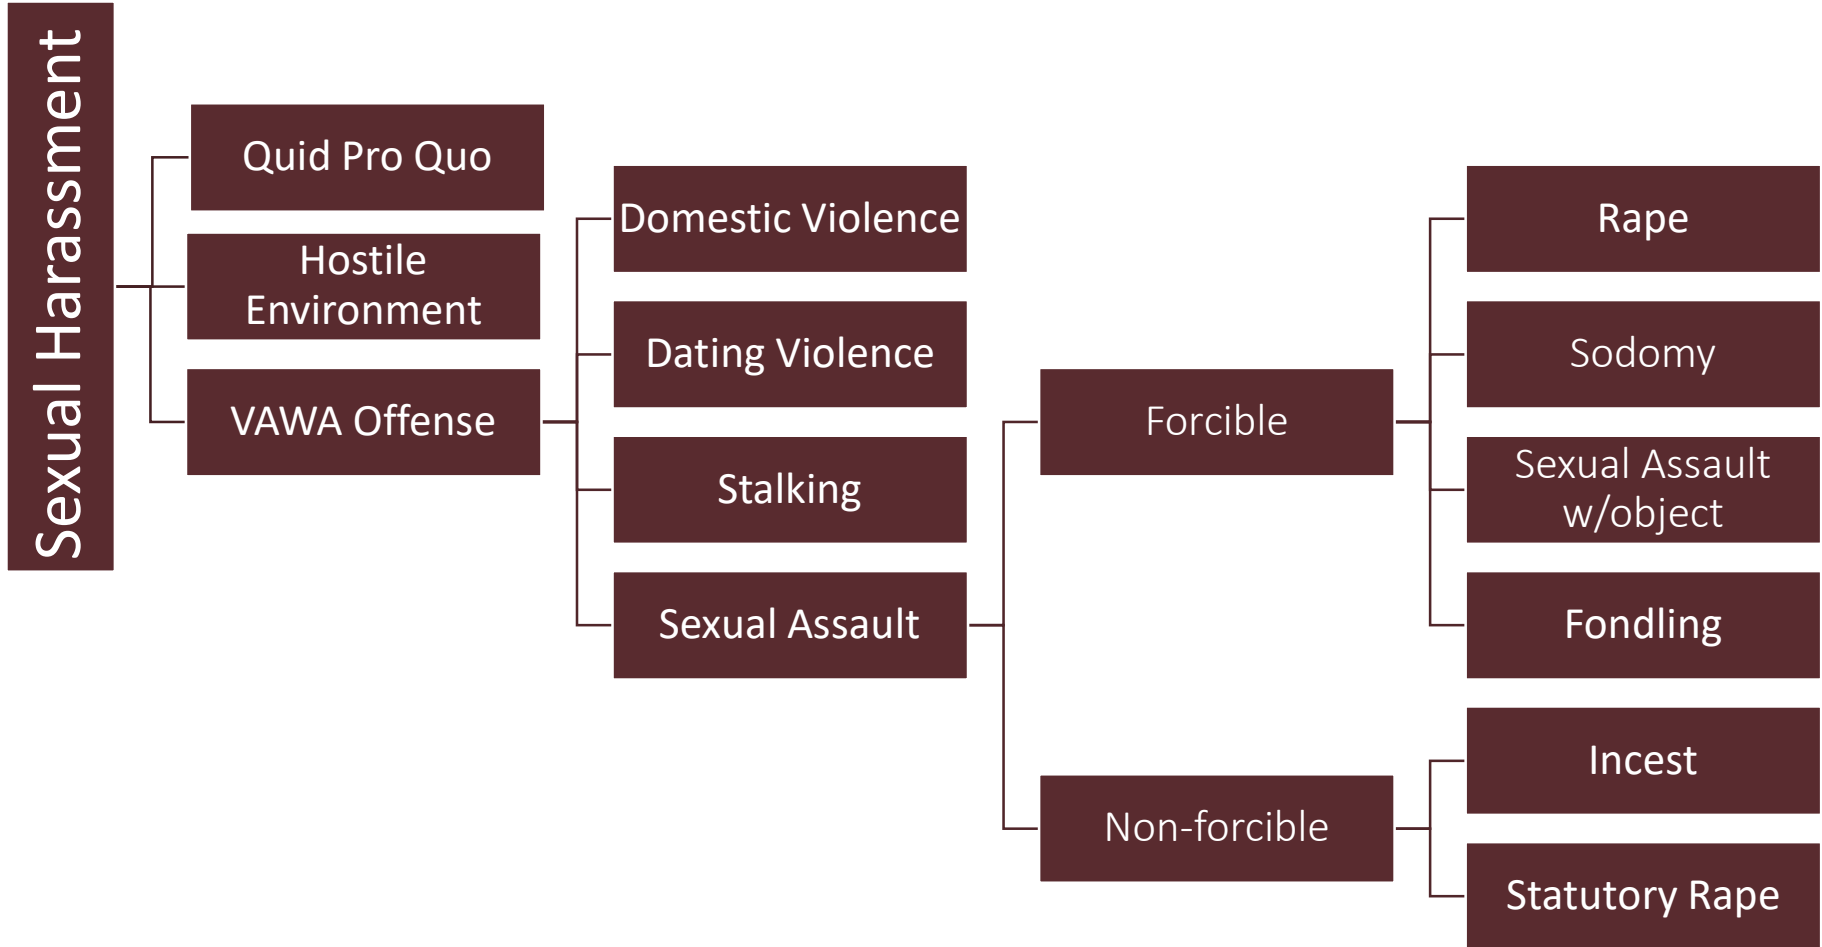 Sexual Harassment
Quid Pro Quo
Hostile
Environment
VAWA Offense
Domestic Violence
Dating Violence
Stalking
Sexual Assault
Forcible
Non-forcible
Rape
Sodomy
Sexual Assault
w/object
Fondling
Incest
Statutory Rape